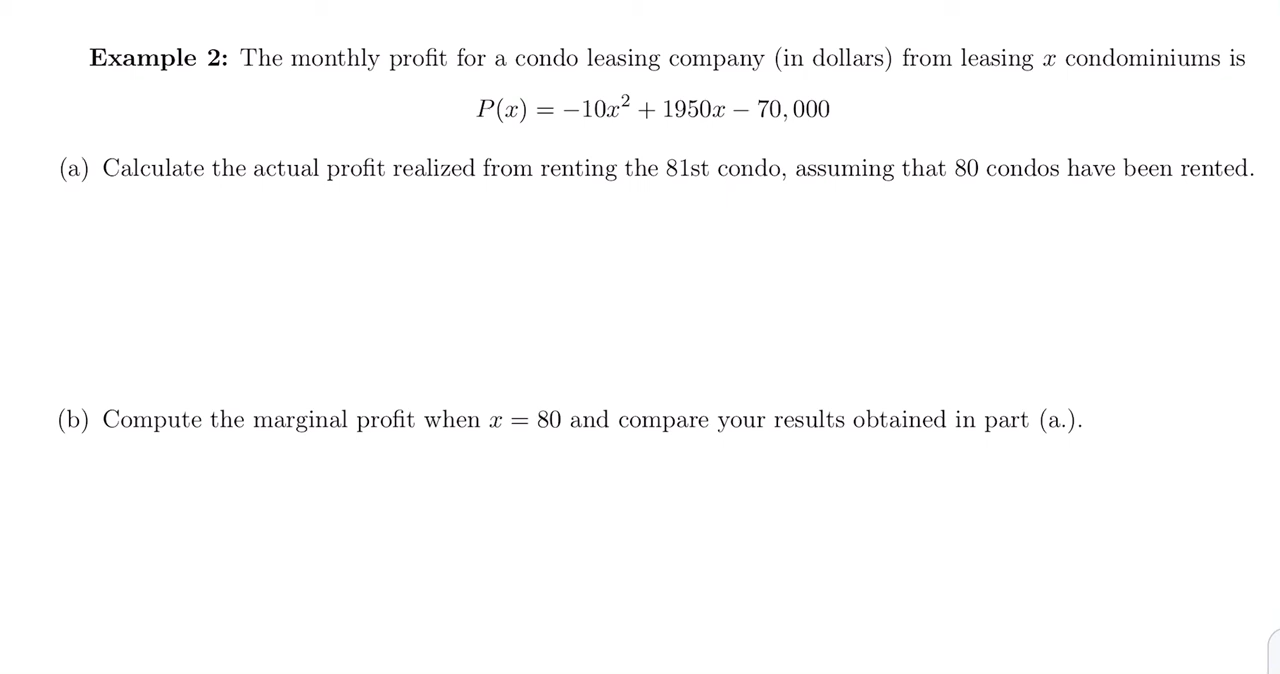 Example 2: The monthly profit for a condo leasing company (in dollars) from leasing x condominiums is
P(x) = −10x² + 1950x − 70, 000
(a) Calculate the actual profit realized from renting the 81st condo, assuming that 80 condos have been rented.
(b) Compute the marginal profit when x = 80 and compare your results obtained in part (a.).